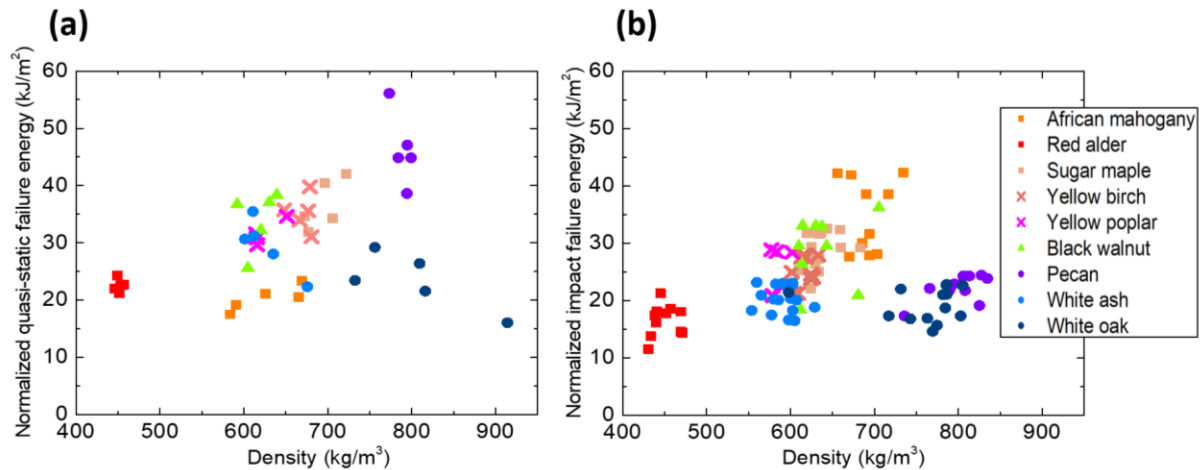 (a)
Normalized quasi-static failure energy (kJ/m²)
60
50
40
30
20
10
0
400 500 600 700 800 900
Density (kg/m³)
(b)
Normalized impact failure energy (kJ/m²)
60
50
40
30
20
10
0
400 500 600 700 800 900
Density (kg/m³)
African mahogany
Red alder
Sugar maple
Yellow birch
Yellow poplar
Black walnut
Pecan
White ash
White oak